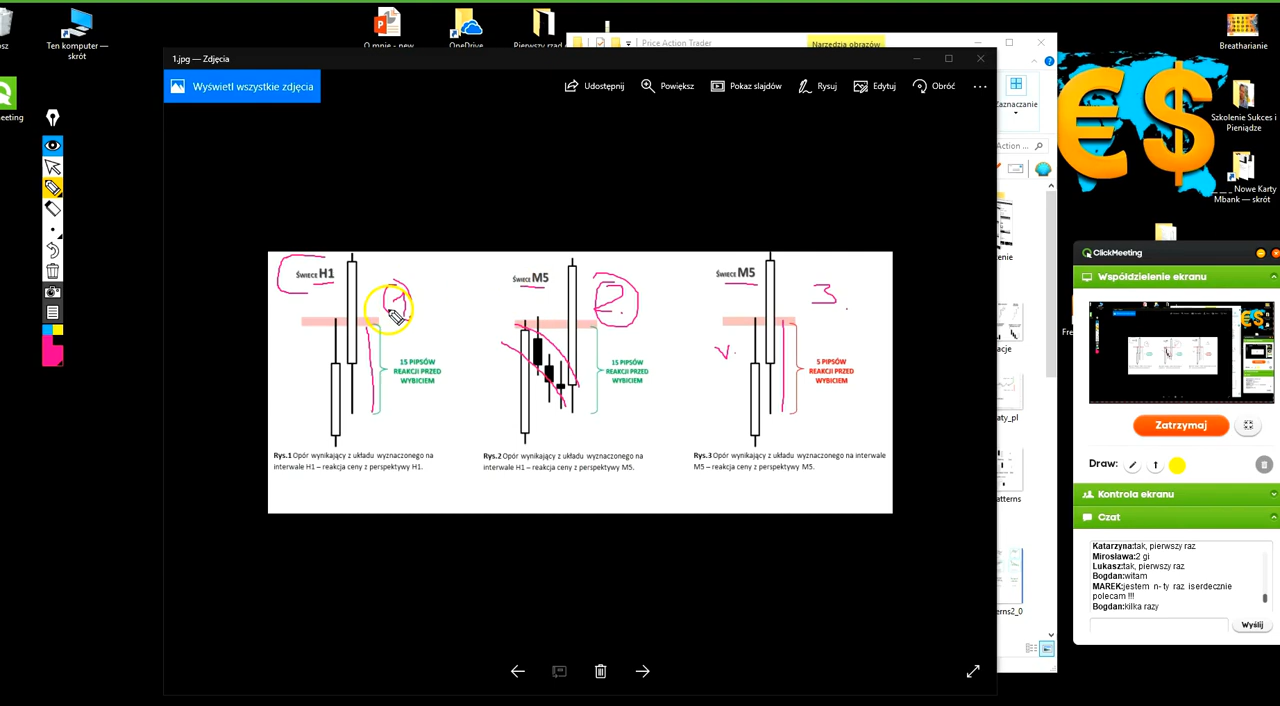 Ten komputer —
skrót
O mnie - new
OneDrive
Pierwszy rząd
Price Action Trader
Narzędzia obrazów
Breatharianie
1.jpg — Zdjęcia
Wyświetl wszystkie zdjęcia
Udostępnij
Powiększ
Pokaz slajdów
Rysuj
Edytuj
Obróć
Zaznaczanie
Action ...
Szkolenie Sukces i
Pieniądze
Nowe Karty
Mbank — skrót
ŚWIECE H1
1
15 PIPSÓW
REAKCJI PRZED
WYBICIEM
Rys.1 Opór wynikający z układu wyznaczonego na
interwale H1 – reakcja ceny z perspektywy H1.
ŚWIECE M5
2.
15 PIPSÓW
REAKCJI PRZED
WYBICIEM
Rys.2 Opór wynikający z układu wyznaczonego na
interwale H1 – reakcja ceny z perspektywy M5.
ŚWIECE M5
3.
V.
5 PIPSÓW
REAKCJI PRZED
WYBICIEM
Rys.3 Opór wynikający z układu wyznaczonego na interwale
M5 – reakcja ceny z perspektywy M5.
€$
ClickMeeting
Współdzielenie ekranu
Zatrzymaj
Draw:
Kontrola ekranu
Czat
Katarzyna:tak, pierwszy raz
Mirosława:2 gi
Lukasz:tak, pierwszy raz
Bogdan:witam
MAREK:jestem n-ty raz iserdecznie
polecam !!!
Bogdan:kilka razy
Wyślij